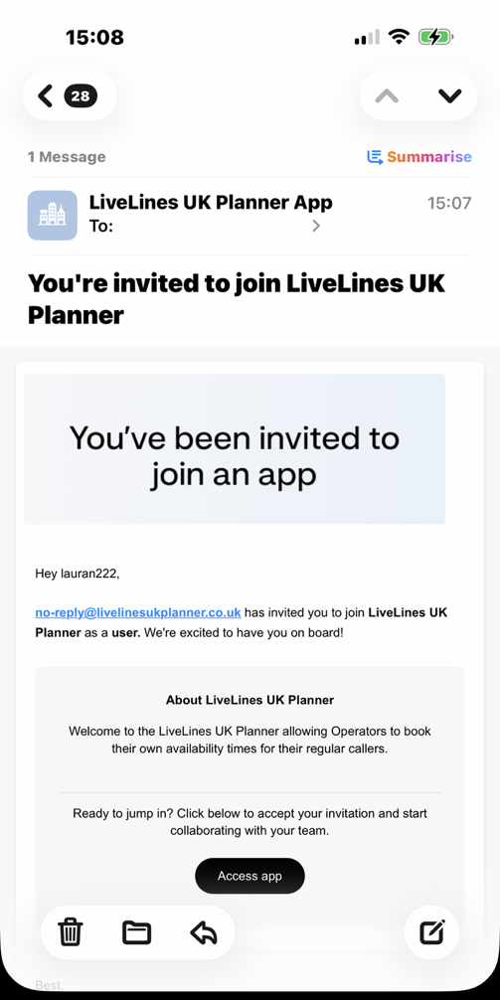 15:08
28
1 Message
Summarise
LiveLines UK Planner App
15:07
To:
You're invited to join LiveLines UK
Planner
You've been invited to
join an app
Hey lauran222,
no-reply@livelinesukplanner.co.uk has invited you to join LiveLines UK
Planner as a user. We're excited to have you on board!
About LiveLines UK Planner
Welcome to the LiveLines UK Planner allowing Operators to book
their own availability times for their regular callers.
Ready to jump in? Click below to accept your invitation and start
collaborating with your team.
Access app
Best,